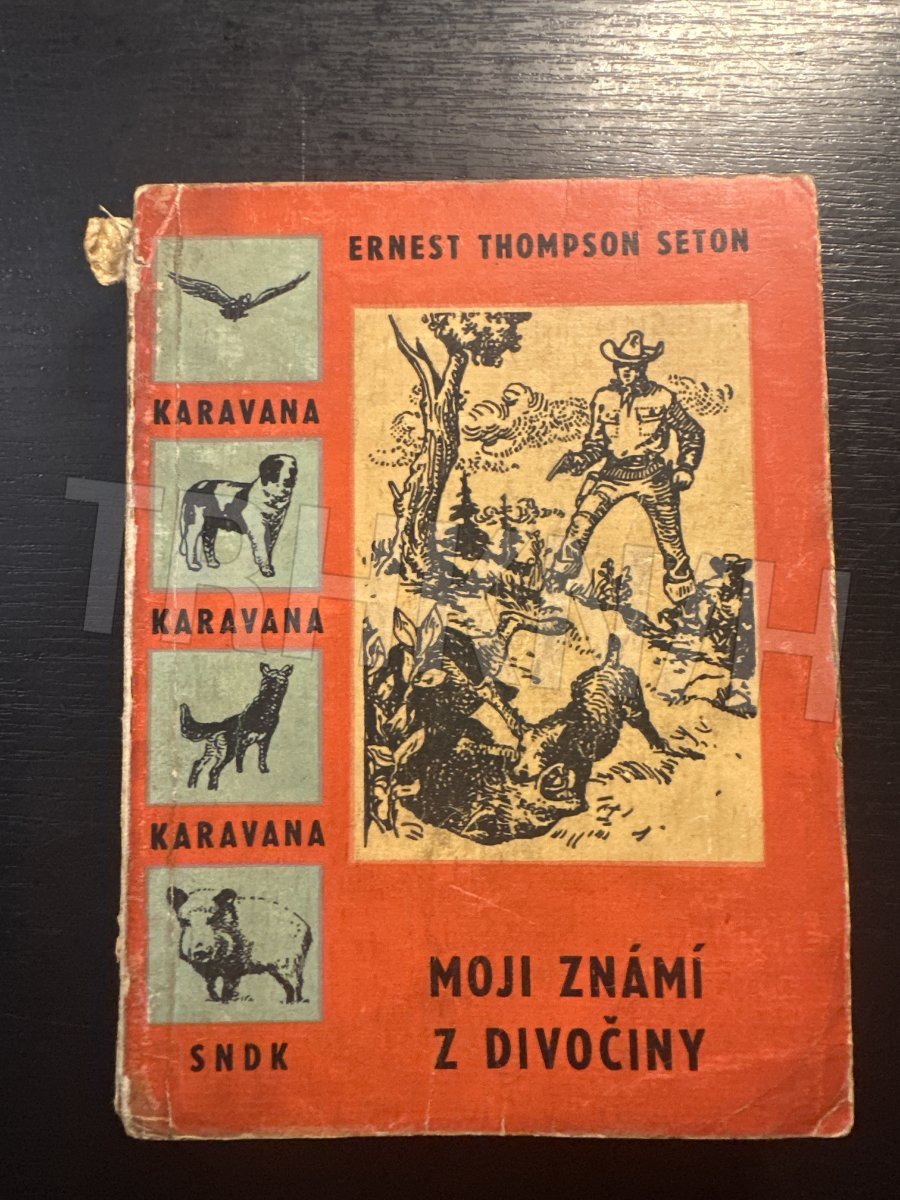 ERNEST THOMPSON SETON
KARAVANA
KARAVANA
KARAVANA
SNDK
MOJI ZNÁMÍ
Z DIVOČINY